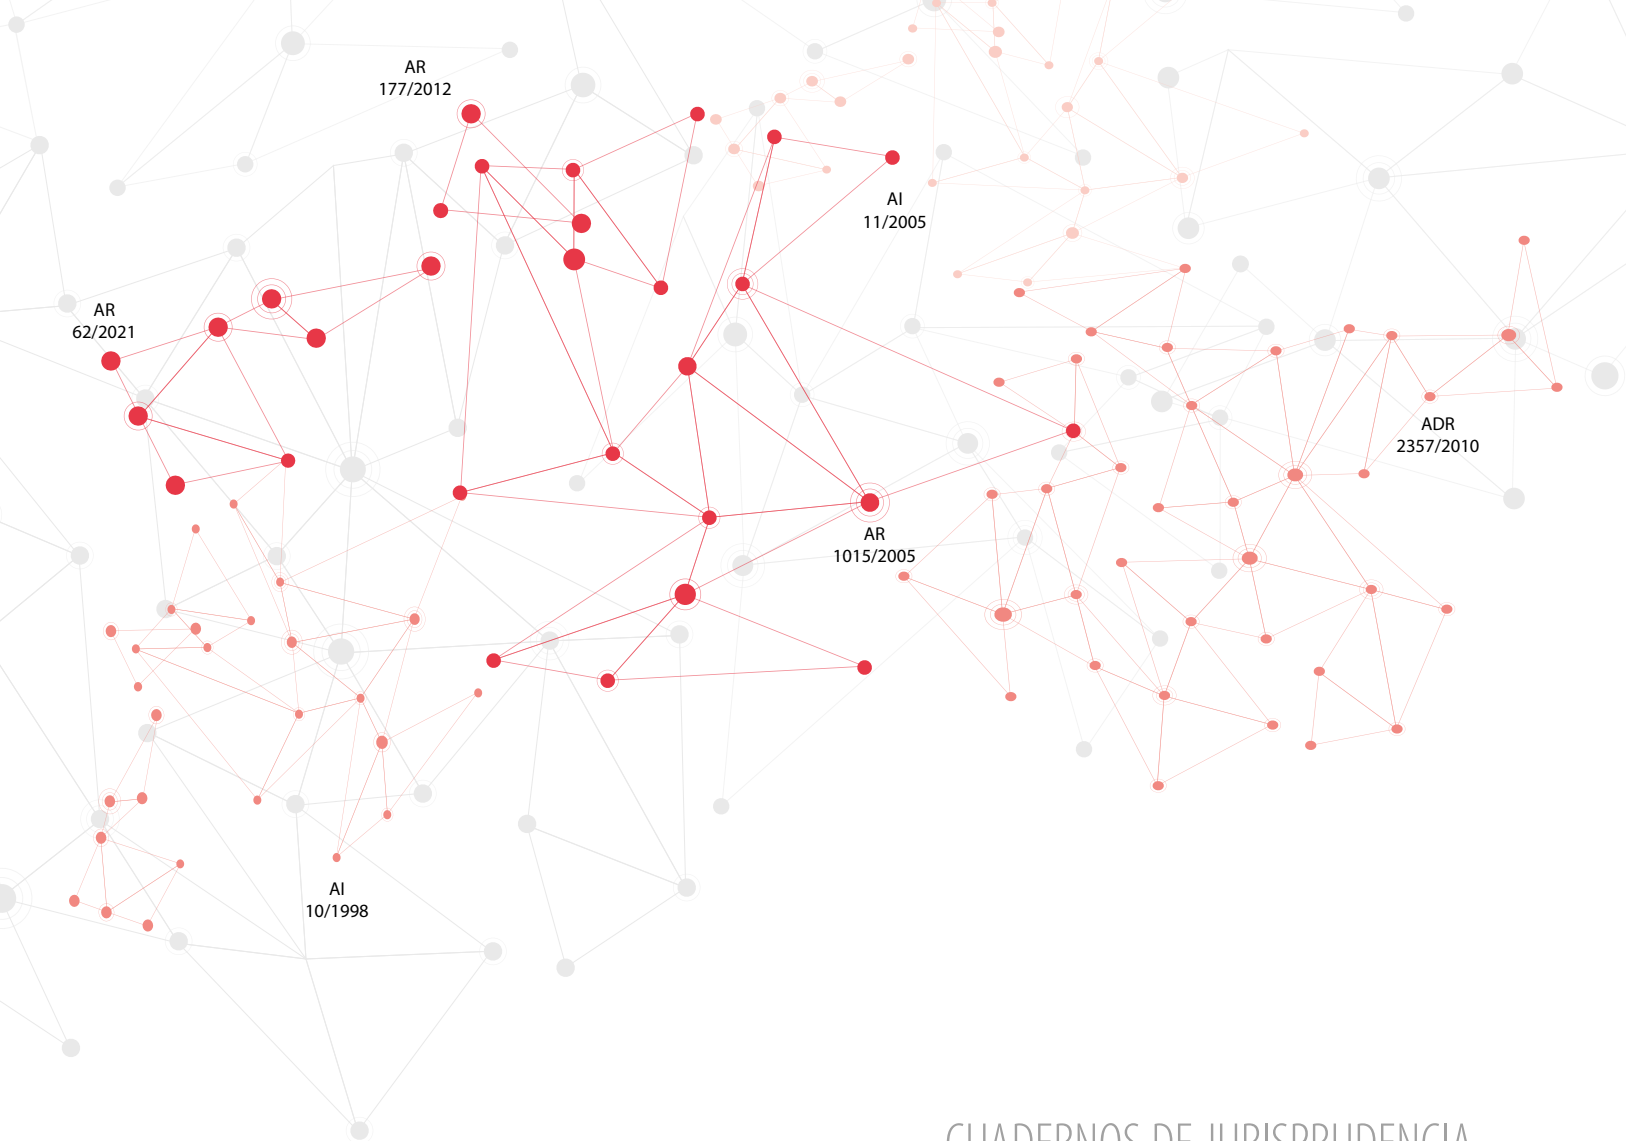 AR
177/2012
AI
11/2005
AR
62/2021
ADR
2357/2010
AR
1015/2005
AI
10/1998
CUADERNOS DE JURISPRUDENCIA